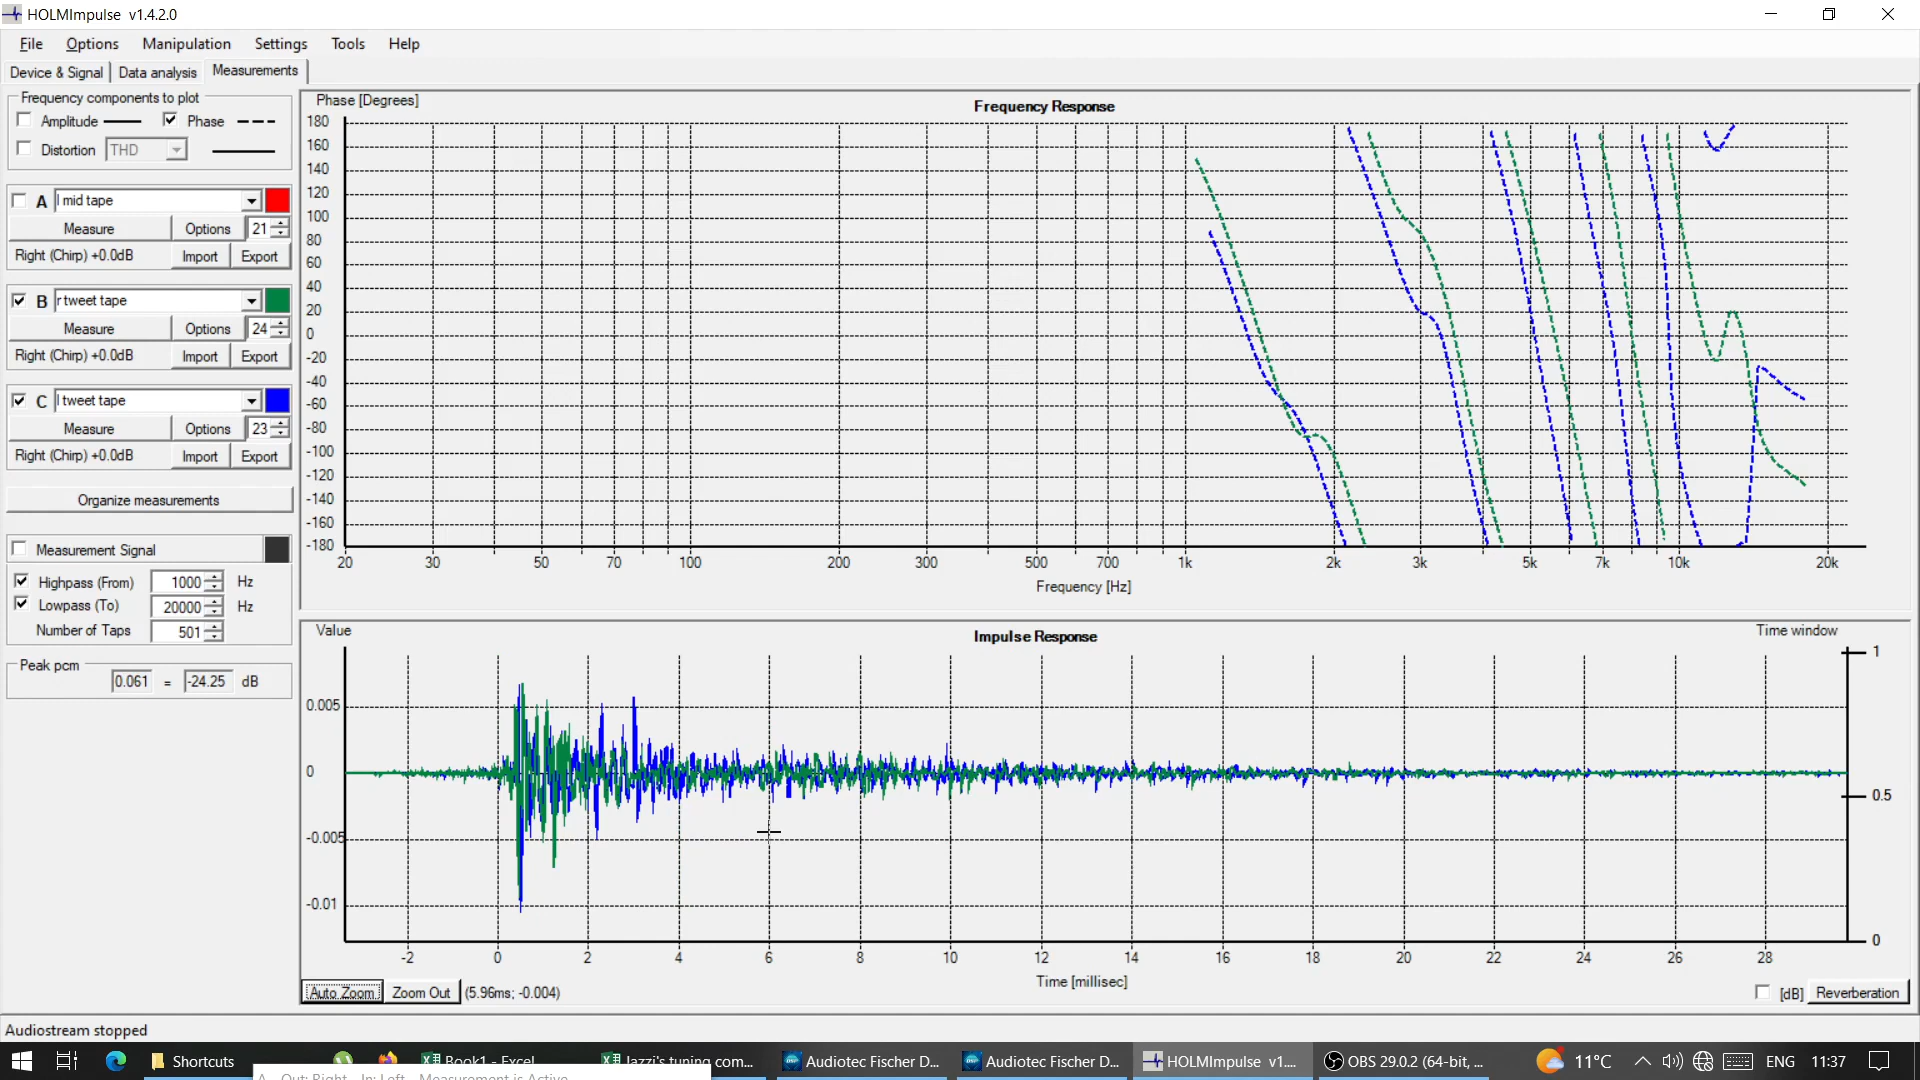 HOLMImpulse v1.4.2.0
File Options Manipulation Settings Tools Help
Device & Signal Data analysis Measurements
Frequency components to plot
Amplitude Phase
Distortion THD
A l mid tape
Measure Options 21
Right (Chirp) +0.0dB Import Export
B r tweet tape
Measure Options 24
Right (Chirp) +0.0dB Import Export
C l tweet tape
Measure Options 23
Right (Chirp) +0.0dB Import Export
Organize measurements
Measurement Signal
Highpass (From) 1000 Hz
Lowpass (To) 20000 Hz
Number of Taps 501
Peak pcm
0.061 = -24.25 dB
Phase [Degrees]
Frequency Response
180
160
140
120
100
80
60
40
20
0
-20
-40
-60
-80
-100
-120
-140
-160
-180
20 30 50 70 100 200 300 500 700 1k 2k 3k 5k 7k 10k 20k
Frequency [Hz]
Value
Impulse Response
Time window
0.005
0
-0.005
-0.01
1
0.5
0
-2 0 2 4 6 8 10 12 14 16 18 20 22 24 26 28
Time [millisec]
Auto Zoom Zoom Out (5.96ms; -0.004)
[dB] Reverberation
Audiostream stopped
Shortcuts
Book1 - Excel
Jazzi's tuning com...
Audiotec Fischer D...
Audiotec Fischer D...
HOLMImpulse v1....
OBS 29.0.2 (64-bit, ...
11°C
ENG
11:37